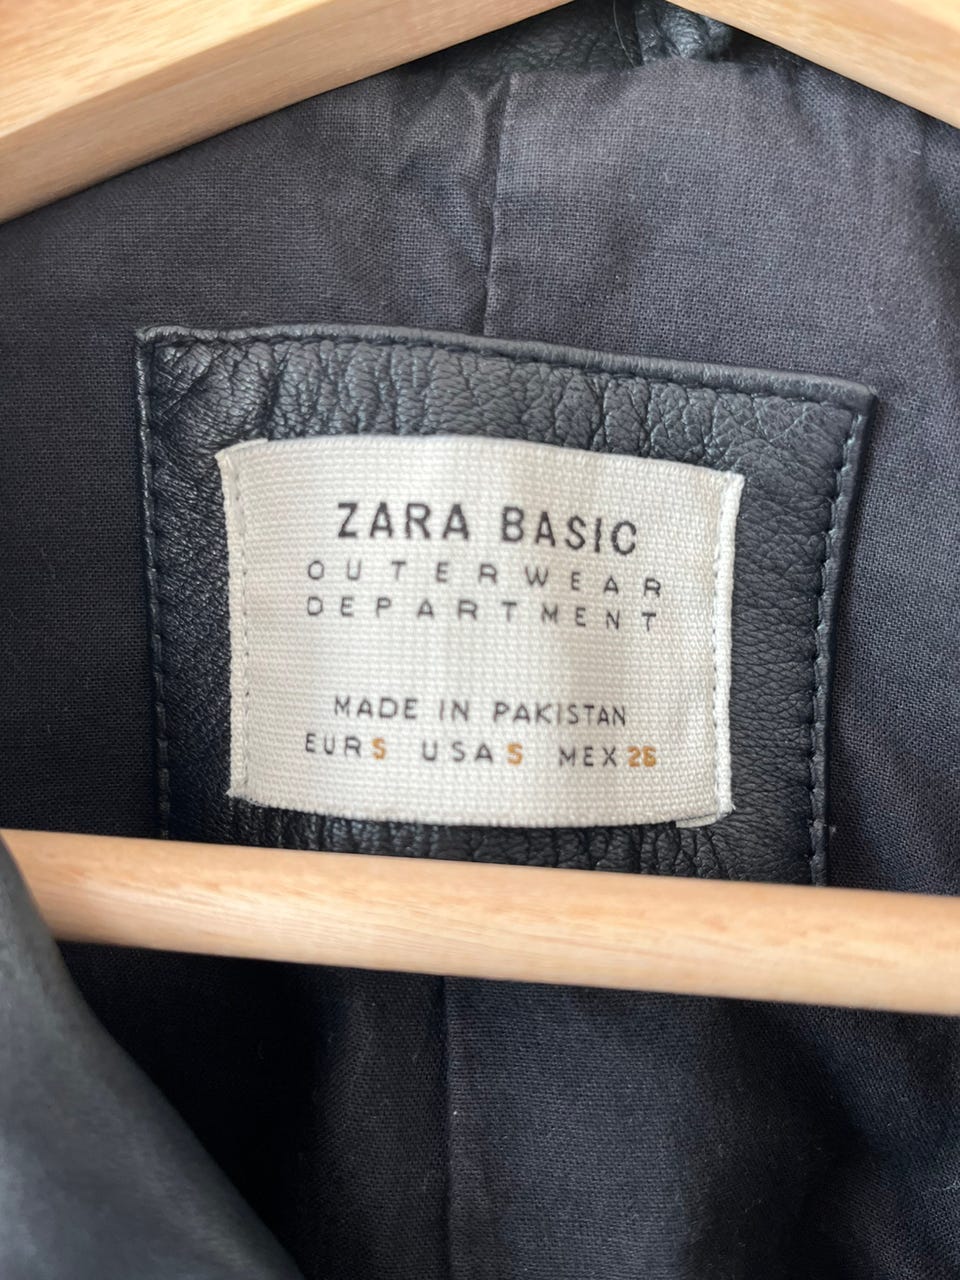 ZARA BASIC
OUTERWEAR
DEPARTMENT
MADE IN PAKISTAN
EUR S USA S MEX 26